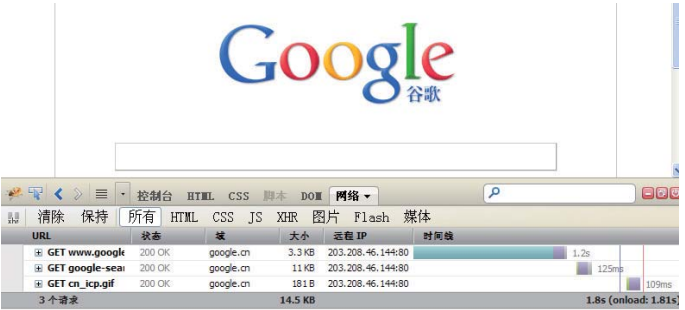 Google
谷歌
控制台 HTML CSS 脚本 DOM 网络
清除 保持 所有 HTML CSS JS XHR 图片 Flash 媒体
URL 状态 域 大小 远程 IP 时间线
GET www.google 200 OK google.cn 3.3 KB 203.208.46.144:80 1.2s
GET google-sear 200 OK google.cn 11 KB 203.208.46.144:80 125ms
GET cn_icp.gif 200 OK google.cn 181 B 203.208.46.144:80 109ms
3 个请求 14.5 KB 1.8s (onload: 1.81s)